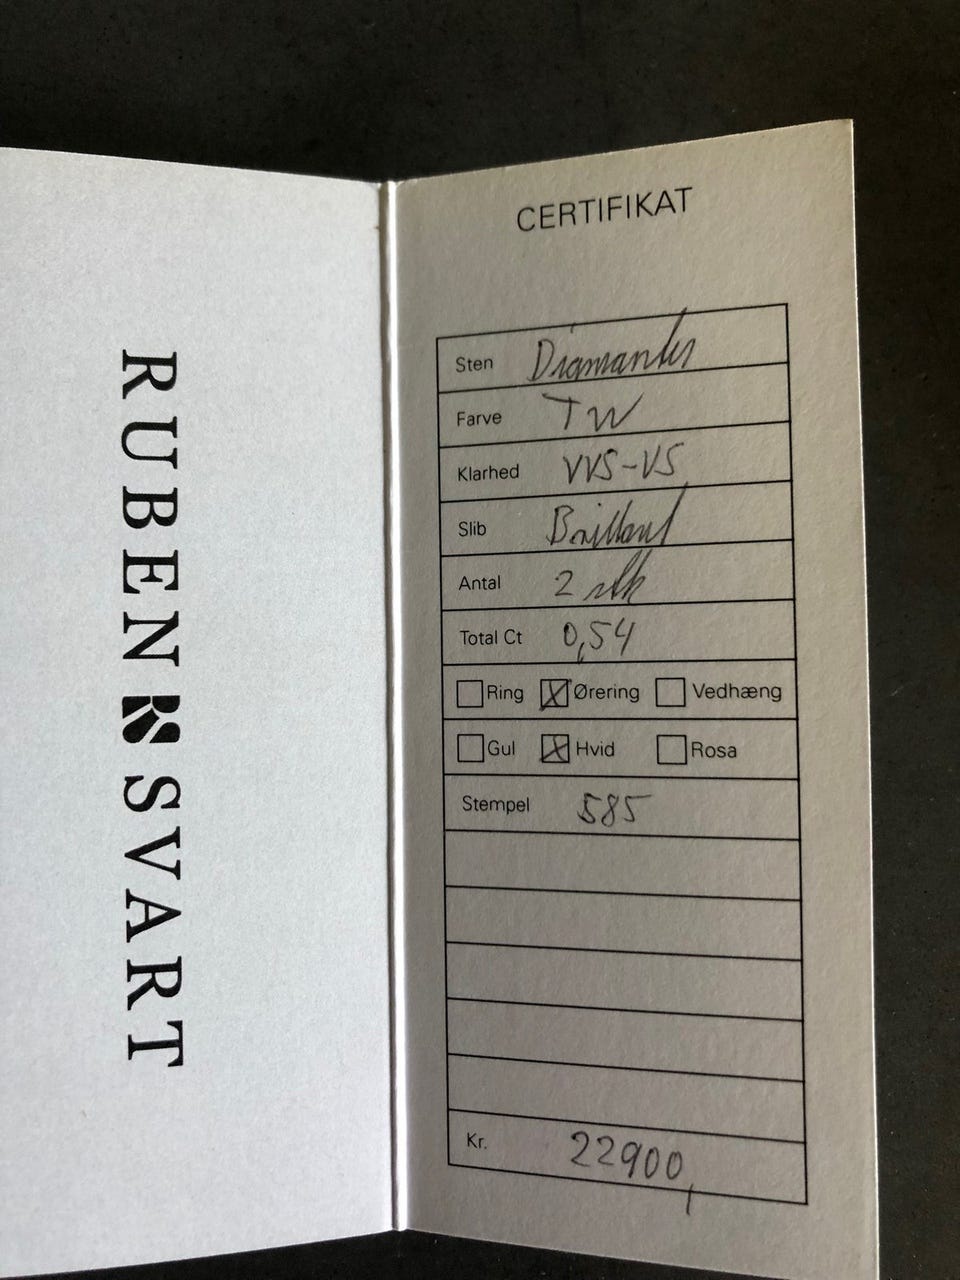 RUBEN SVART
CERTIFIKAT
Sten Diamanter
Farve TW
Klarhed VVS-VS
Slib Brillant
Antal 2 stk
Total Ct 0,54
Ring Ørering Vedhæng
Gul Hvid Rosa
Stempel 585
Kr. 22900,